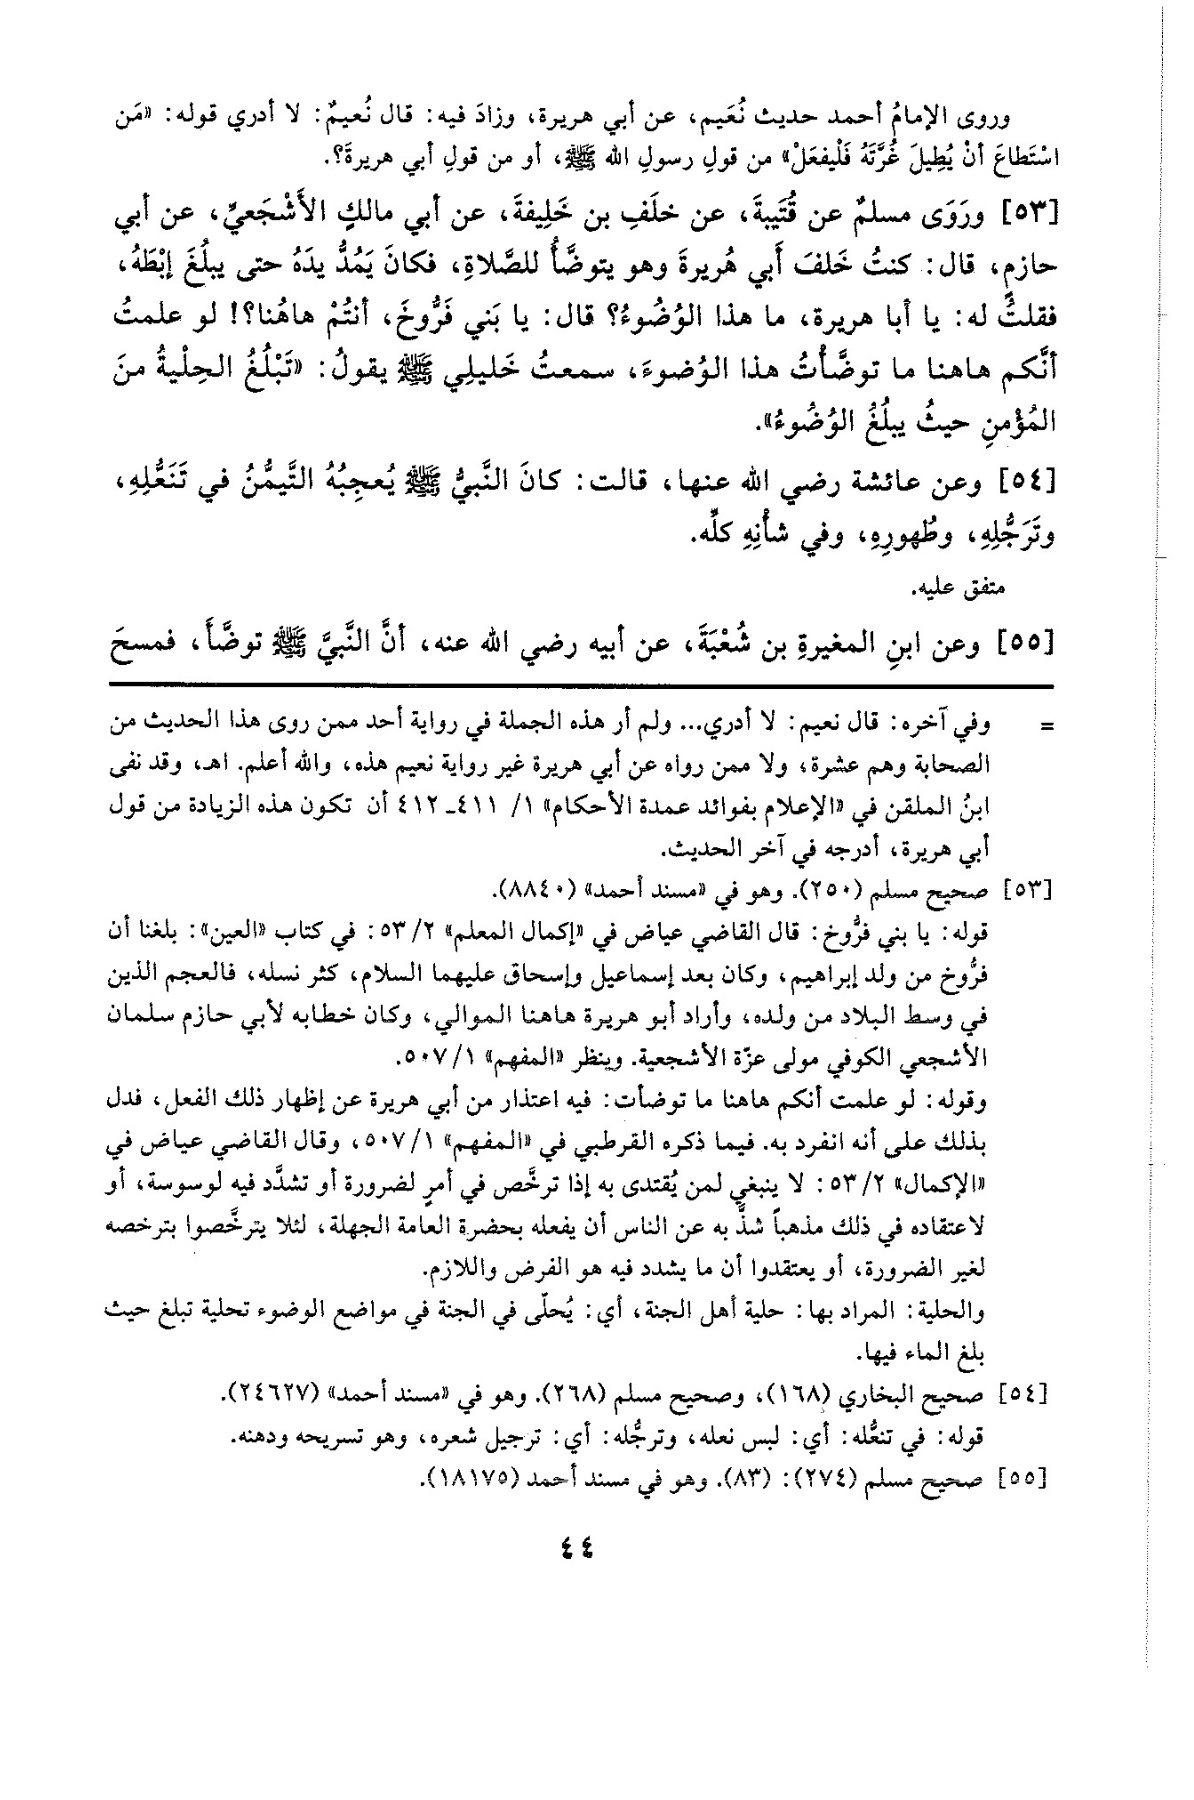 وروى الإمامُ أحمد حديث نُعَيم، عن أبي هريرة، وزادَ فيه: قال نُعيمٌ: لا أدري قوله: «مَن
اسْتَطاعَ أنْ يُطِيلَ غُرَّتَهُ فَلْيفعَلْ» من قولِ رسولِ الله ﷺ، أو من قولِ أبي هريرةَ؟.
[٥٣] ورَوَى مسلمٌ عن قُتَيبةَ، عن خلَفِ بن خَلِيفةَ، عن أبي مالكٍ الأَشْجَعيِّ، عن أبي
حازمٍ، قال: كنتُ خَلفَ أَبي هُريرةَ وهو يتوضَّأُ للصَّلاةِ، فكانَ يَمُدُّ يدَهُ حتى يبلُغَ إبْطَهُ،
فقلتُ له: يا أبا هريرة، ما هذا الوُضُوءُ؟ قال: يا بَني فَرُّوخَ، أنتُمْ هاهُنا؟! لو علمتُ
أنَّكم هاهنا ما توضَّأْتُ هذا الوُضوءَ، سمعتُ خَليلِي ﷺ يقولُ: «تَبْلُغُ الحِلْيةُ منَ
المُؤْمنِ حيثُ يبلُغُ الوُضُوءُ».
[٥٤] وعن عائشة رضي الله عنها، قالت: كانَ النَّبيُّ ﷺ يُعجِبُهُ التَّيمُّنُ في تَنَعُّلِهِ،
وتَرَجُّلِهِ، وطُهورِهِ، وفي شأْنِهِ كلِّه.
متفق عليه.
[٥٥] وعن ابنِ المغيرةِ بن شُعْبَةَ، عن أبيه رضي الله عنه، أنَّ النَّبيَّ ﷺ توضَّأَ، فمسحَ
= وفي آخره: قال نعيم: لا أدري... ولم أر هذه الجملة في رواية أحد ممن روى هذا الحديث من
الصحابة وهم عشرة، ولا ممن رواه عن أبي هريرة غير رواية نعيم هذه، والله أعلم. اهـ، وقد نفى
ابنُ الملقن في «الإعلام بفوائد عمدة الأحكام» ١/ ٤١١ـ ٤١٢ أن تكون هذه الزيادة من قول
أبي هريرة، أدرجه في آخر الحديث.
[٥٣] صحيح مسلم (٢٥٠). وهو في «مسند أحمد» (٨٨٤٠).
قوله: يا بني فرُّوخ: قال القاضي عياض في «إكمال المعلم» ٥٣/٢: في كتاب «العين»: بلغنا أن
فرُّوخ من ولد إبراهيم، وكان بعد إسماعيل وإسحاق عليهما السلام، كثر نسله، فالعجم الذين
في وسط البلاد من ولده، وأراد أبو هريرة هاهنا الموالي، وكان خطابه لأبي حازم سلمان
الأشجعي الكوفي مولى عزّة الأشجعية. وينظر «المفهم» ٥٠٧/١.
وقوله: لو علمت أنكم هاهنا ما توضأت: فيه اعتذار من أبي هريرة عن إظهار ذلك الفعل، فدل
بذلك على أنه انفرد به. فيما ذكره القرطبي في «المفهم» ٥٠٧/١، وقال القاضي عياض في
«الإكمال» ٥٣/٢: لا ينبغي لمن يُقتدى به إذا ترخَّص في أمرٍ لضرورة أو تشدَّد فيه لوسوسة، أو
لاعتقاده في ذلك مذهباً شذَّ به عن الناس أن يفعله بحضرة العامة الجهلة، لئلا يترخَّصوا بترخصه
لغير الضرورة، أو يعتقدوا أن ما يشدد فيه هو الفرض واللازم.
والحلية: المراد بها: حلية أهل الجنة، أي: يُحلّى في الجنة في مواضع الوضوء تحلية تبلغ حيث
بلغ الماء فيها.
[٥٤] صحيح البخاري (١٦٨)، وصحيح مسلم (٢٦٨). وهو في «مسند أحمد» (٢٤٦٢٧).
قوله: في تنعُّله: أي: لبس نعله، وترجُّله: أي: ترجيل شعره، وهو تسريحه ودهنه.
[٥٥] صحيح مسلم (٢٧٤): (٨٣). وهو في مسند أحمد (١٨١٧٥).
٤٤